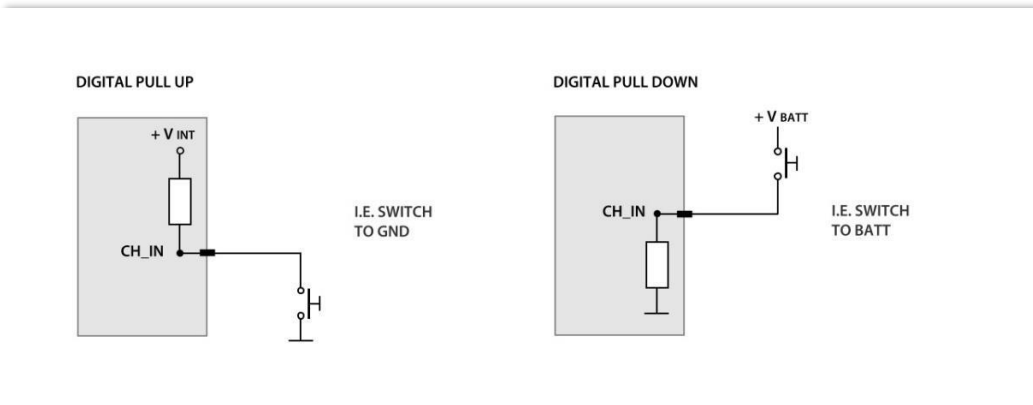 DIGITAL PULL UP
+ V INT
CH_IN
I.E. SWITCH
TO GND
DIGITAL PULL DOWN
+ V BATT
CH_IN
I.E. SWITCH
TO BATT